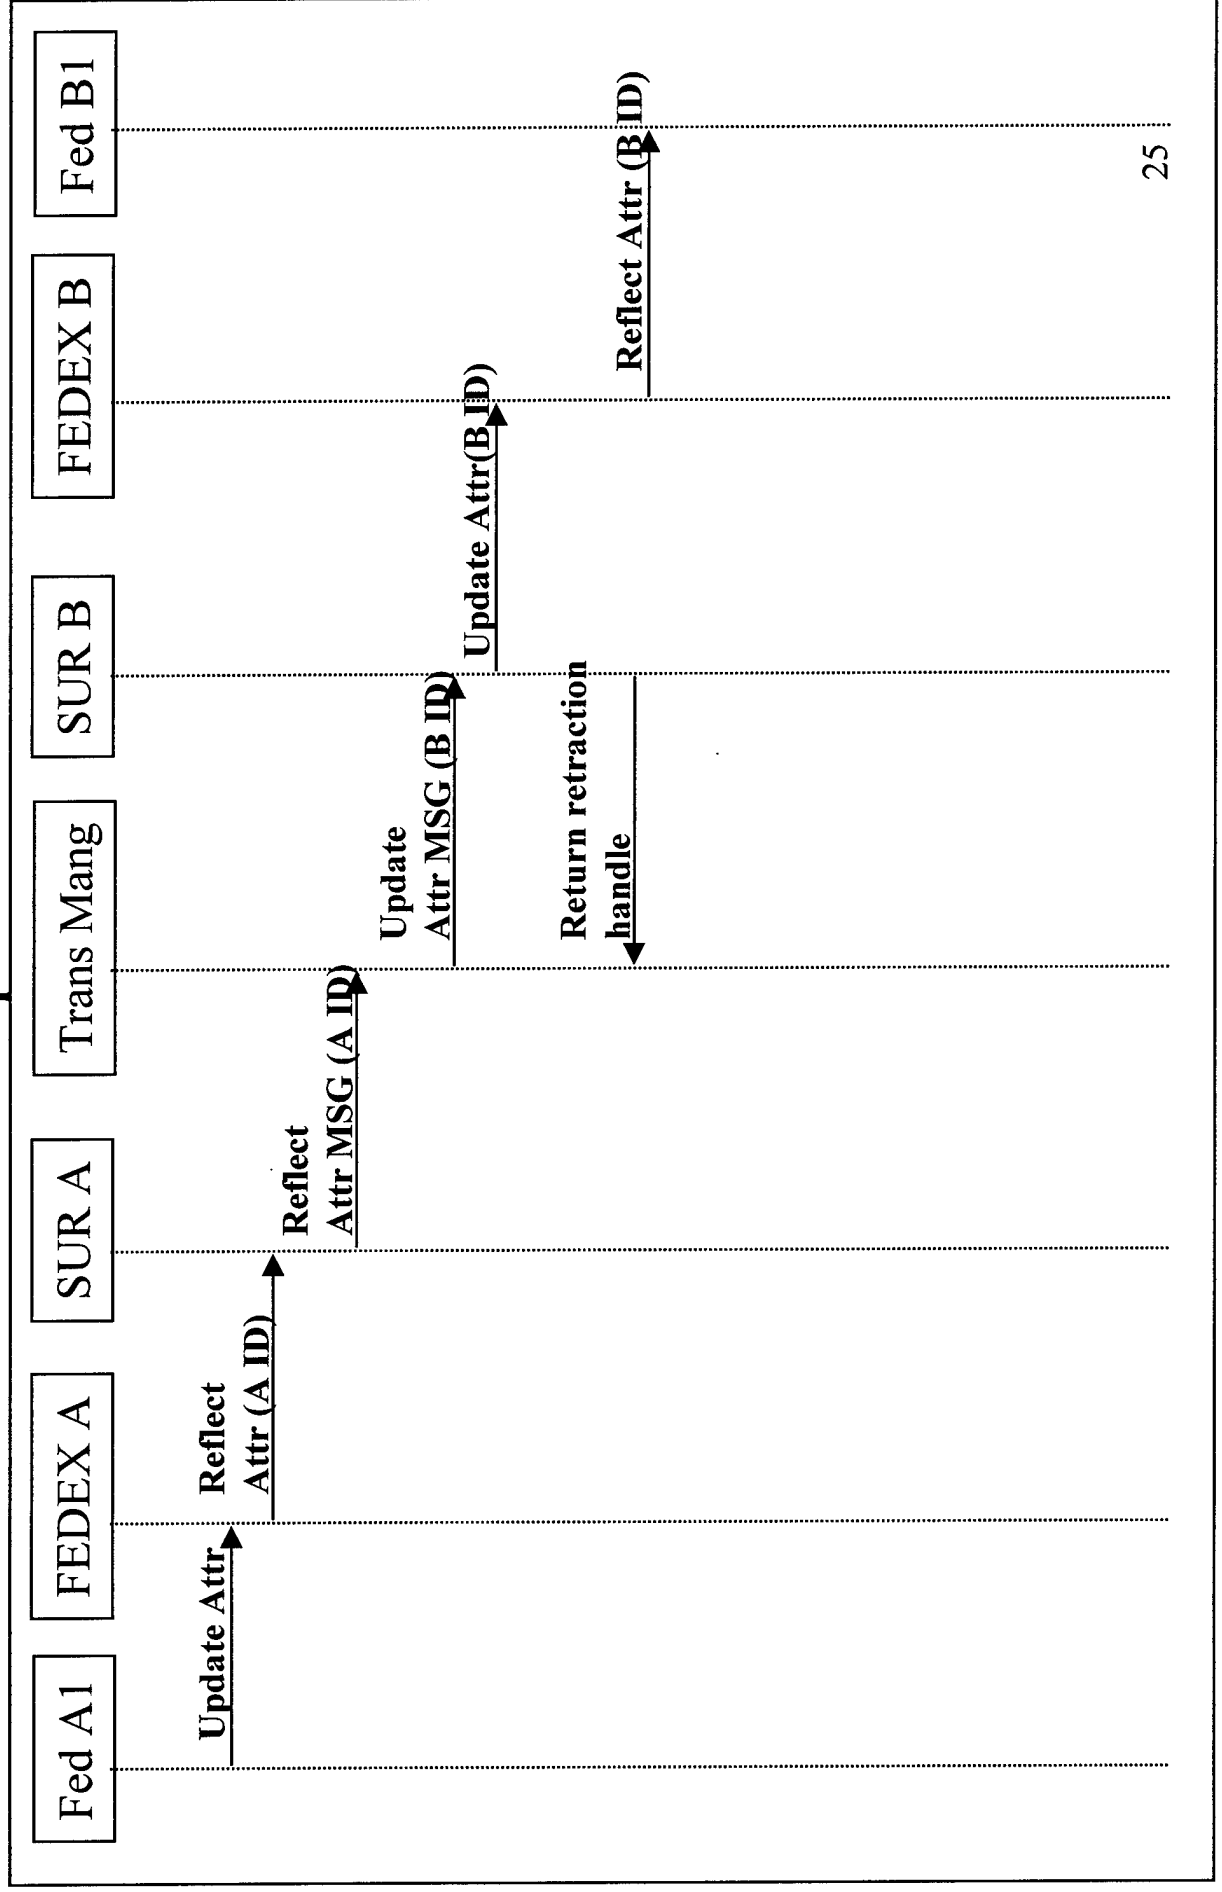 Fed A1
FEDEX A
SUR A
Trans Mang
SUR B
FEDEX B
Fed B1
Update Attr
Reflect
Attr (A ID)
Reflect
Attr MSG (A ID)
Update
Attr MSG (B ID)
Update Attr(B ID)
Return retraction
handle
Reflect Attr (B ID)
25